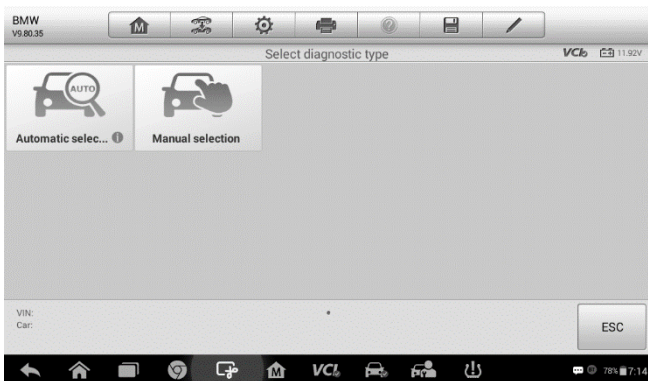 BMW
V9.80.35
M
?
Select diagnostic type
VCI
11.92V
AUTO
Automatic selec...
Manual selection
VIN:
Car:
ESC
M
VCI
78%
7:14